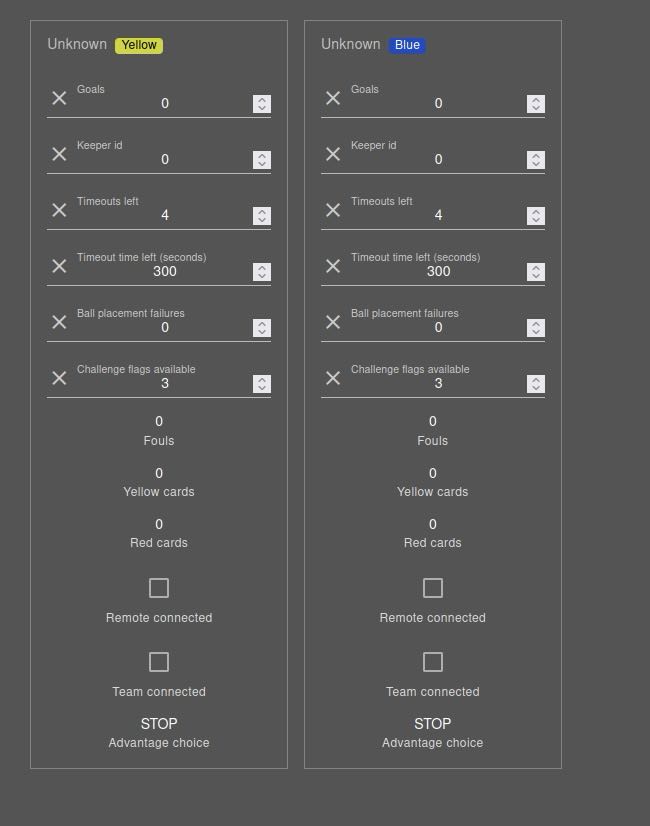 Unknown Yellow
Goals
0
Keeper id
0
Timeouts left
4
Timeout time left (seconds)
300
Ball placement failures
0
Challenge flags available
3
0
Fouls
0
Yellow cards
0
Red cards
Remote connected
Team connected
STOP
Advantage choice
Unknown Blue
Goals
0
Keeper id
0
Timeouts left
4
Timeout time left (seconds)
300
Ball placement failures
0
Challenge flags available
3
0
Fouls
0
Yellow cards
0
Red cards
Remote connected
Team connected
STOP
Advantage choice